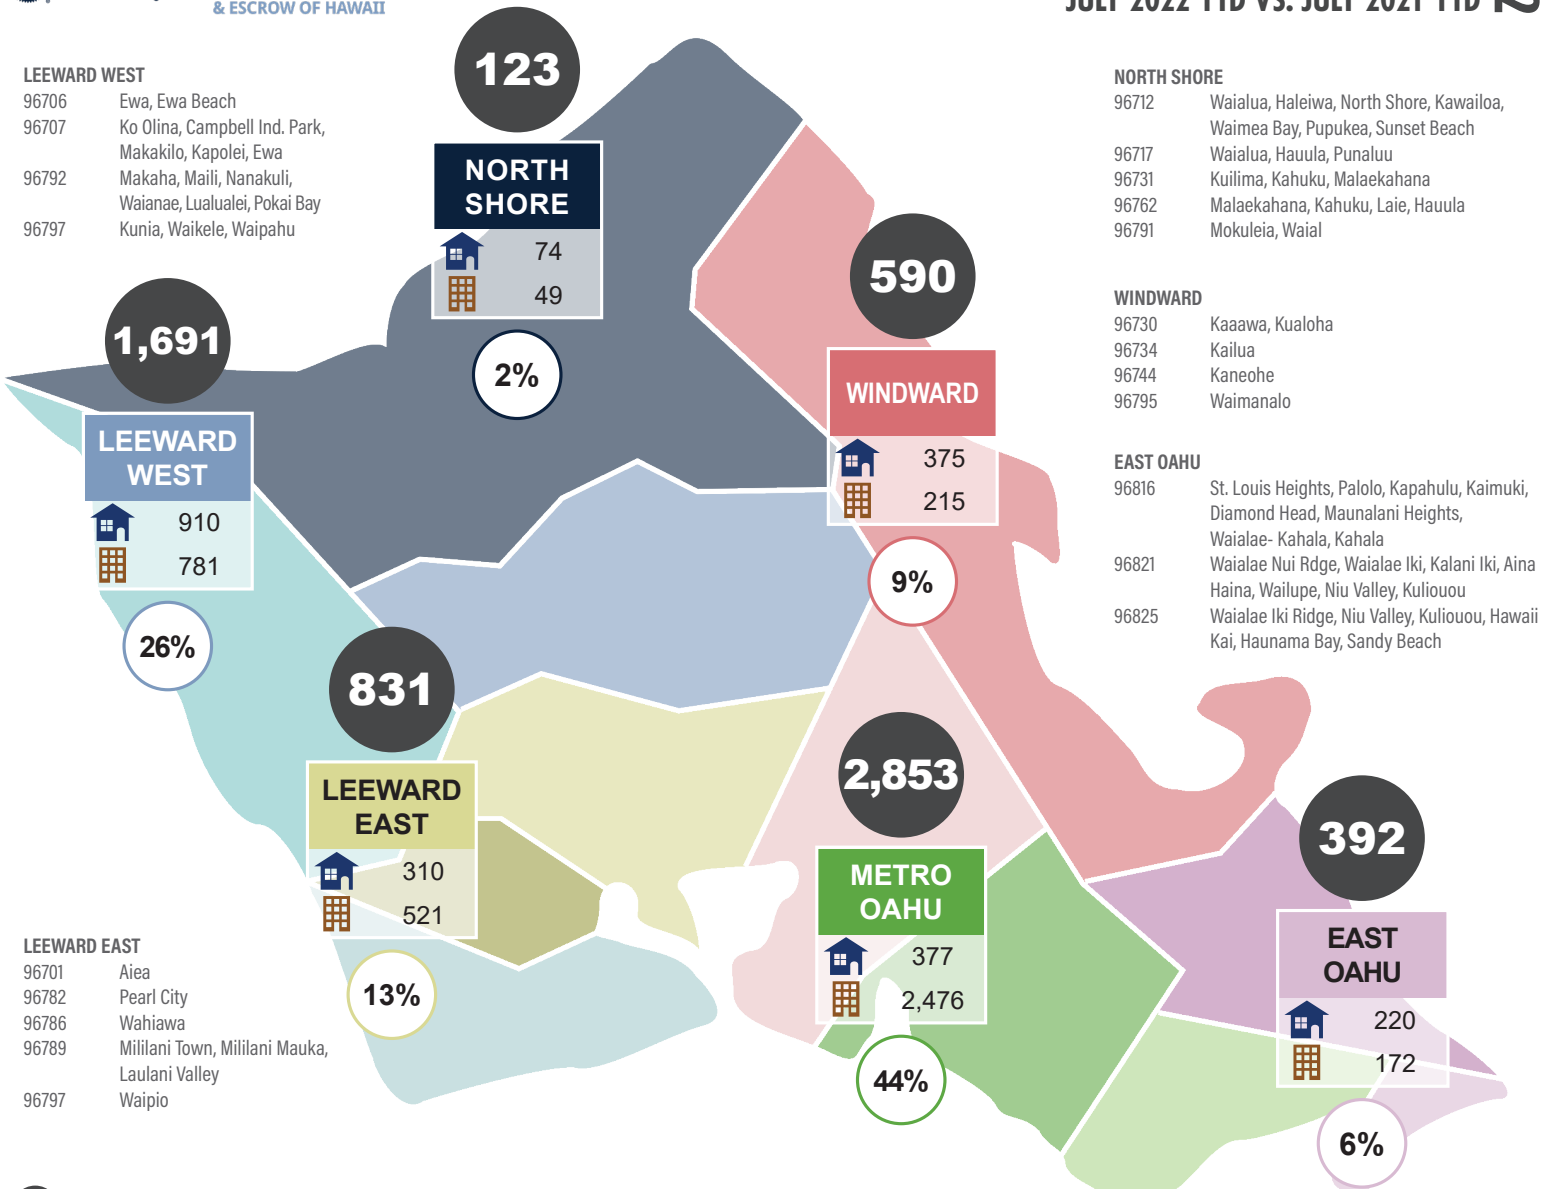 & ESCROW OF HAWAII
JULY 2022 YTD VS. JULY 2021 YTD
LEEWARD WEST
96706 Ewa, Ewa Beach
96707 Ko Olina, Campbell Ind. Park,
Makakilo, Kapolei, Ewa
96792 Makaha, Maili, Nanakuli,
Waianae, Lualualei, Pokai Bay
96797 Kunia, Waikele, Waipahu
123
NORTH
SHORE
74
49
2%
NORTH SHORE
96712 Waialua, Haleiwa, North Shore, Kawailoa,
Waimea Bay, Pupukea, Sunset Beach
96717 Waialua, Hauula, Punaluu
96731 Kuilima, Kahuku, Malaekahana
96762 Malaekahana, Kahuku, Laie, Hauula
96791 Mokuleia, Waial
WINDWARD
96730 Kaaawa, Kualoha
96734 Kailua
96744 Kaneohe
96795 Waimanalo
EAST OAHU
96816 St. Louis Heights, Palolo, Kapahulu, Kaimuki,
Diamond Head, Maunalani Heights,
Waialae- Kahala, Kahala
96821 Waialae Nui Rdge, Waialae Iki, Kalani Iki, Aina
Haina, Wailupe, Niu Valley, Kuliouou
96825 Waialae Iki Ridge, Niu Valley, Kuliouou, Hawaii
Kai, Haunama Bay, Sandy Beach
590
WINDWARD
375
215
9%
1,691
LEEWARD
WEST
910
781
26%
831
LEEWARD
EAST
310
521
13%
2,853
METRO
OAHU
377
2,476
44%
392
EAST
OAHU
220
172
6%
LEEWARD EAST
96701 Aiea
96782 Pearl City
96786 Wahiawa
96789 Mililani Town, Mililani Mauka,
Laulani Valley
96797 Waipio